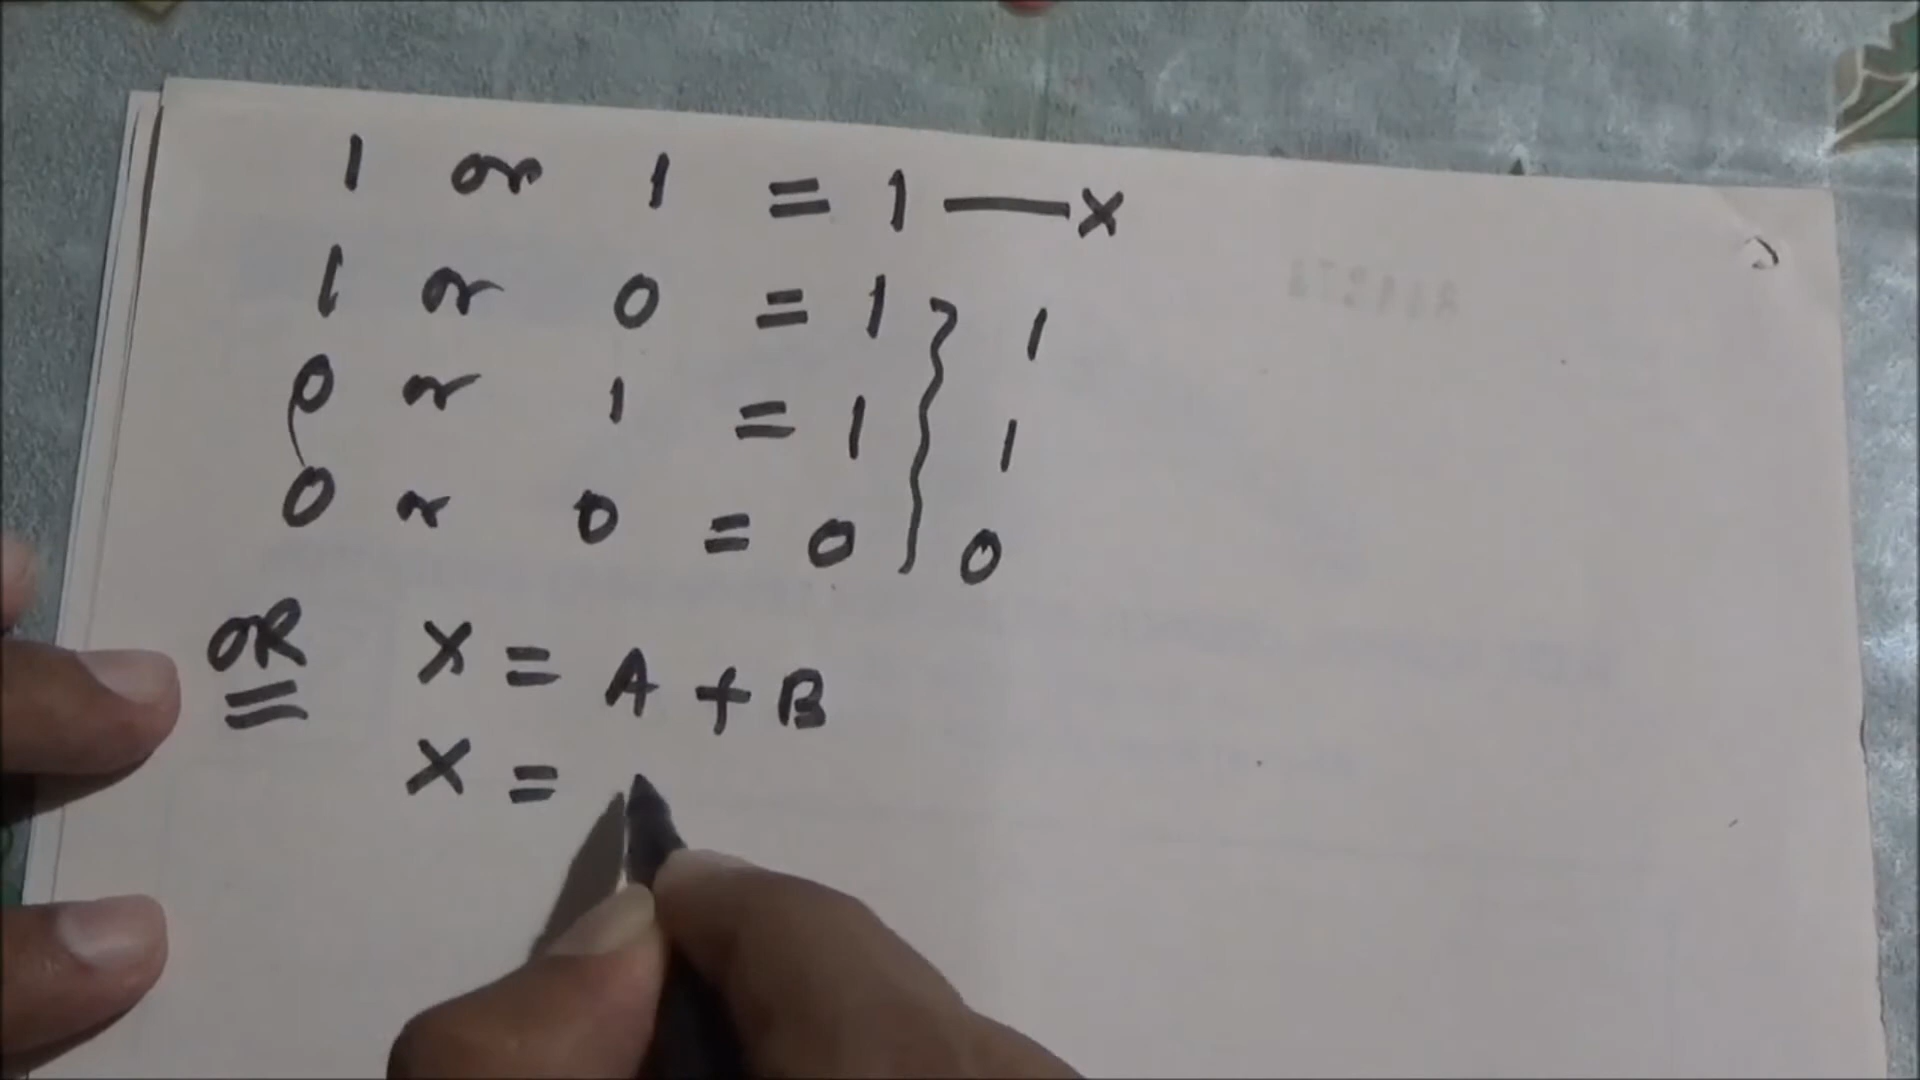 1 or 1 = 1 — x
1 or 0 = 1 } 1
0 or 1 = 1 1
0 or 0 = 0 0
OR X = A + B
X =